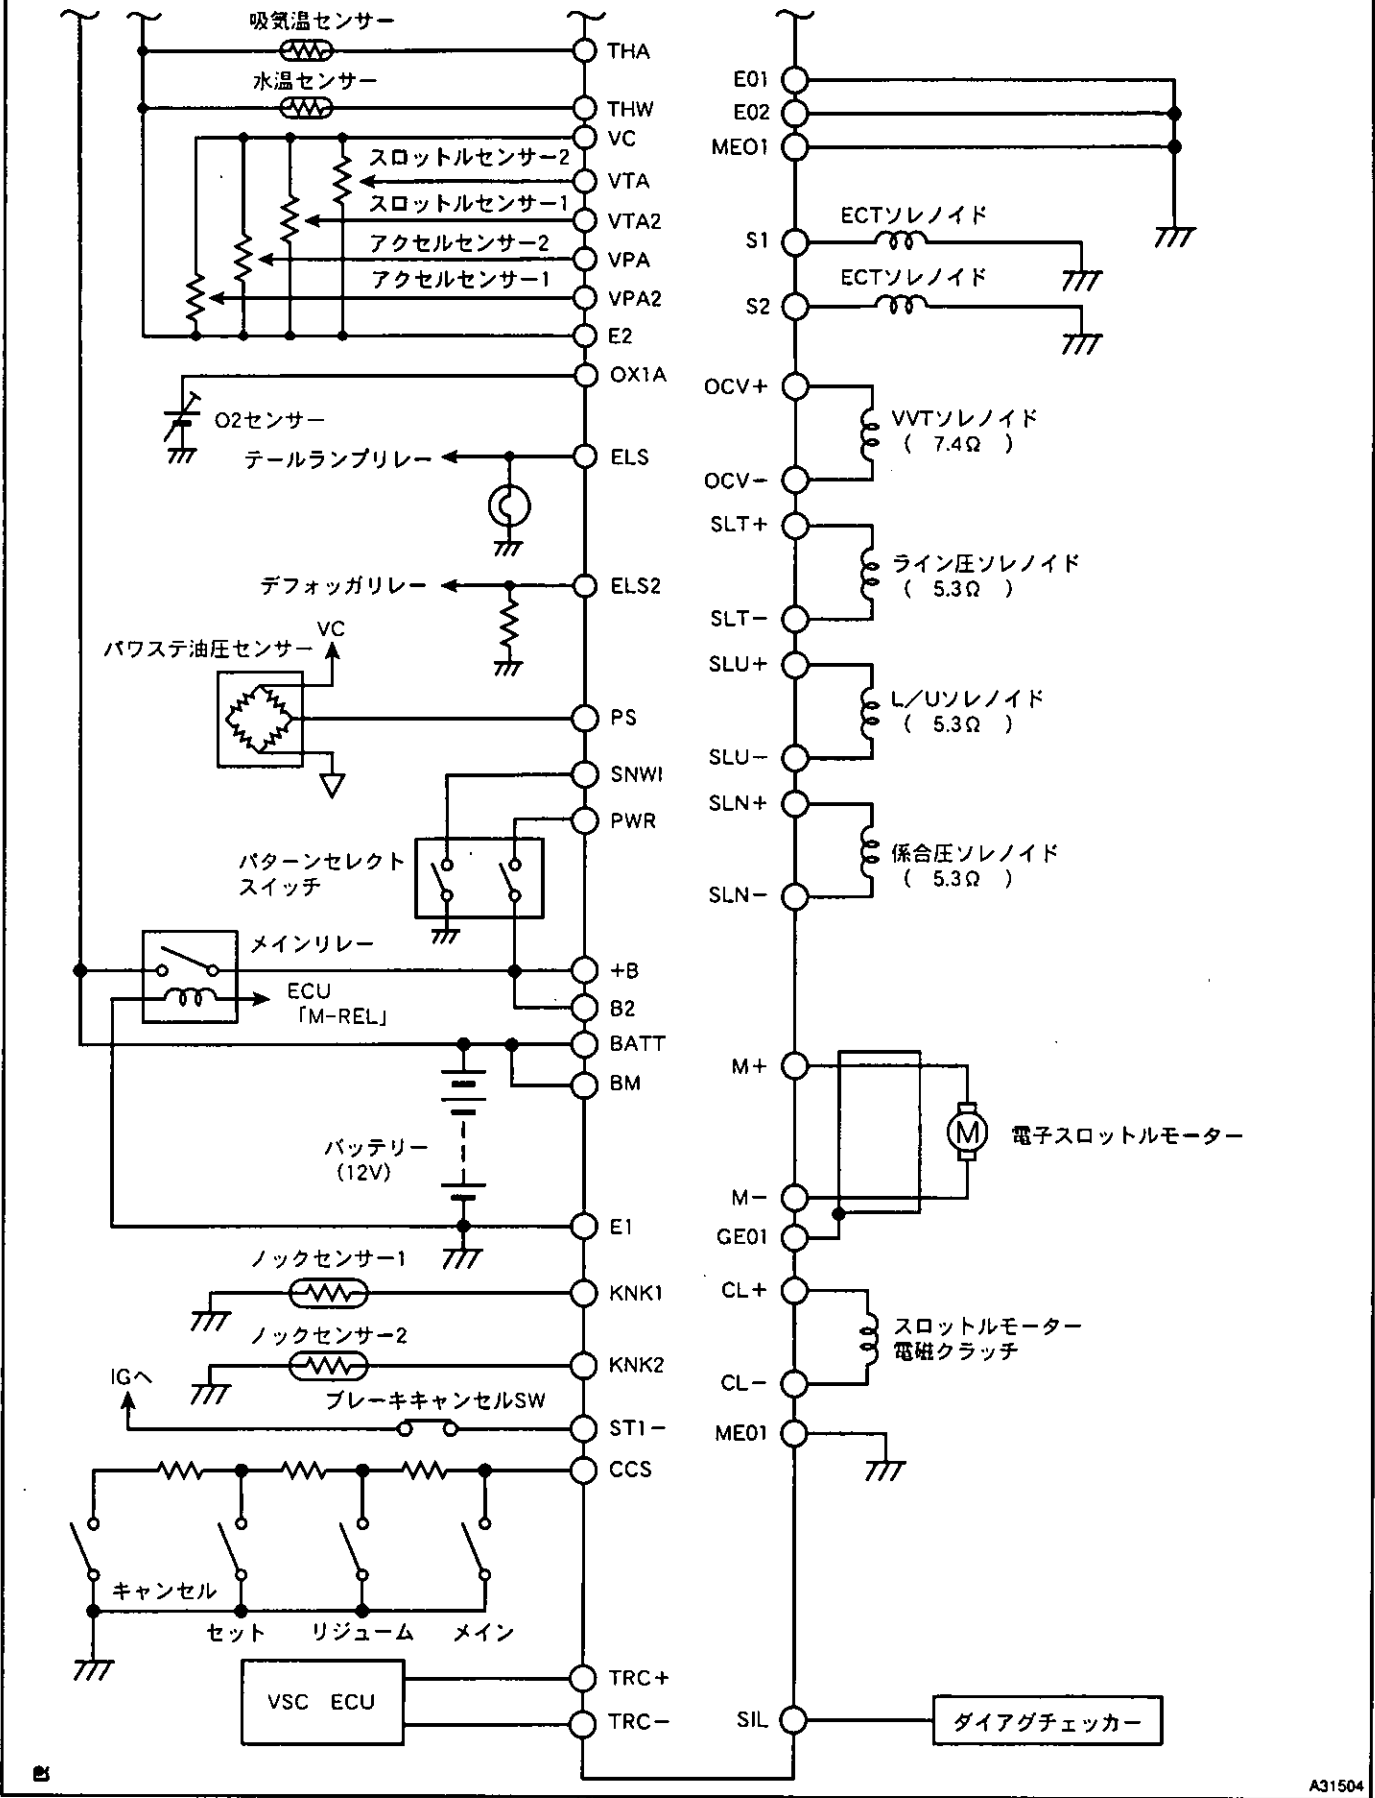 吸気温センサー
THA
水温センサー
THW
VC
スロットルセンサー2
VTA
スロットルセンサー1
VTA2
アクセルセンサー2
VPA
アクセルセンサー1
VPA2
E2
OX1A
O2センサー
テールランプリレー
ELS
デフォッガリレー
ELS2
VC
パワステ油圧センサー
PS
SNWI
PWR
パターンセレクト
スイッチ
メインリレー
+B
ECU
「M-REL」
B2
BATT
BM
バッテリー
(12V)
E1
ノックセンサー1
KNK1
ノックセンサー2
KNK2
IGへ
ブレーキキャンセルSW
ST1-
CCS
キャンセル
セット
リジューム
メイン
VSC ECU
TRC+
TRC-
E01
E02
MEO1
S1
ECTソレノイド
S2
ECTソレノイド
OCV+
VVTソレノイド
( 7.4Ω )
OCV-
SLT+
ライン圧ソレノイド
( 5.3Ω )
SLT-
SLU+
L/Uソレノイド
( 5.3Ω )
SLU-
SLN+
係合圧ソレノイド
( 5.3Ω )
SLN-
M+
M
電子スロットルモーター
M-
GE01
CL+
スロットルモーター
電磁クラッチ
CL-
ME01
SIL
ダイアグチェッカー
A31504